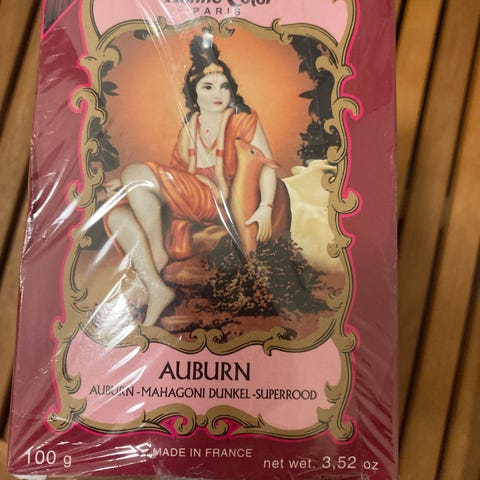 PARIS
AUBURN
AUBURN - MAHAGONI DUNKEL - SUPERROOD
100 g
MADE IN FRANCE
net wet. 3,52 oz